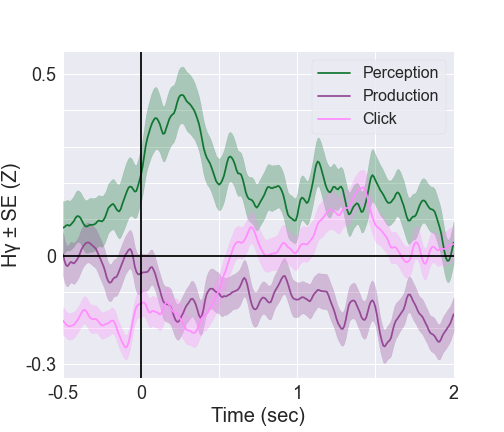 Perception
Production
Click
0.5
0
-0.3
Hγ ± SE (Z)
-0.5
0
1
2
Time (sec)